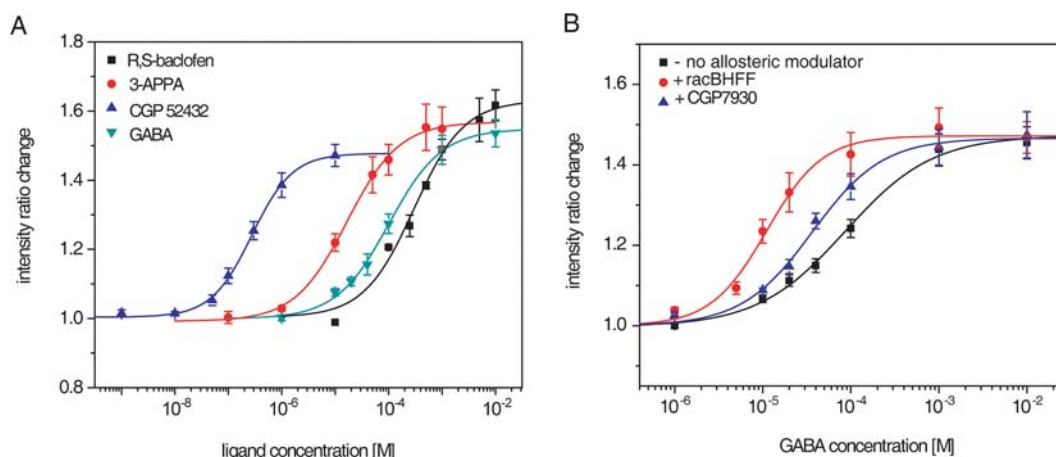 A
intensity ratio change
1.8
1.6
1.4
1.2
1.0
0.8
R,S-baclofen
3-APPA
CGP 52432
GABA
10⁻⁸
10⁻⁶
10⁻⁴
10⁻²
ligand concentration [M]
B
intensity ratio change
1.6
1.4
1.2
1.0
- no allosteric modulator
+racBHFF
+CGP7930
10⁻⁶
10⁻⁵
10⁻⁴
10⁻³
10⁻²
GABA concentration [M]